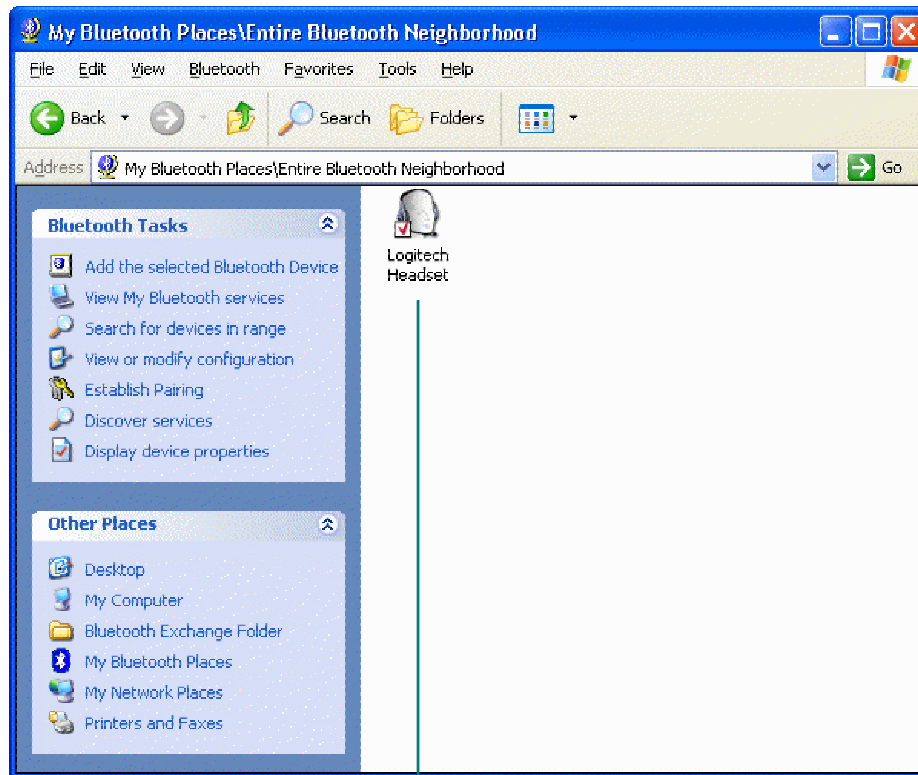 My Bluetooth Places\Entire Bluetooth Neighborhood
File Edit View Bluetooth Favorites Tools Help
Back Search Folders
Address My Bluetooth Places\Entire Bluetooth Neighborhood Go
Bluetooth Tasks
Add the selected Bluetooth Device
View My Bluetooth services
Search for devices in range
View or modify configuration
Establish Pairing
Discover services
Display device properties
Other Places
Desktop
My Computer
Bluetooth Exchange Folder
My Bluetooth Places
My Network Places
Printers and Faxes
Logitech
Headset